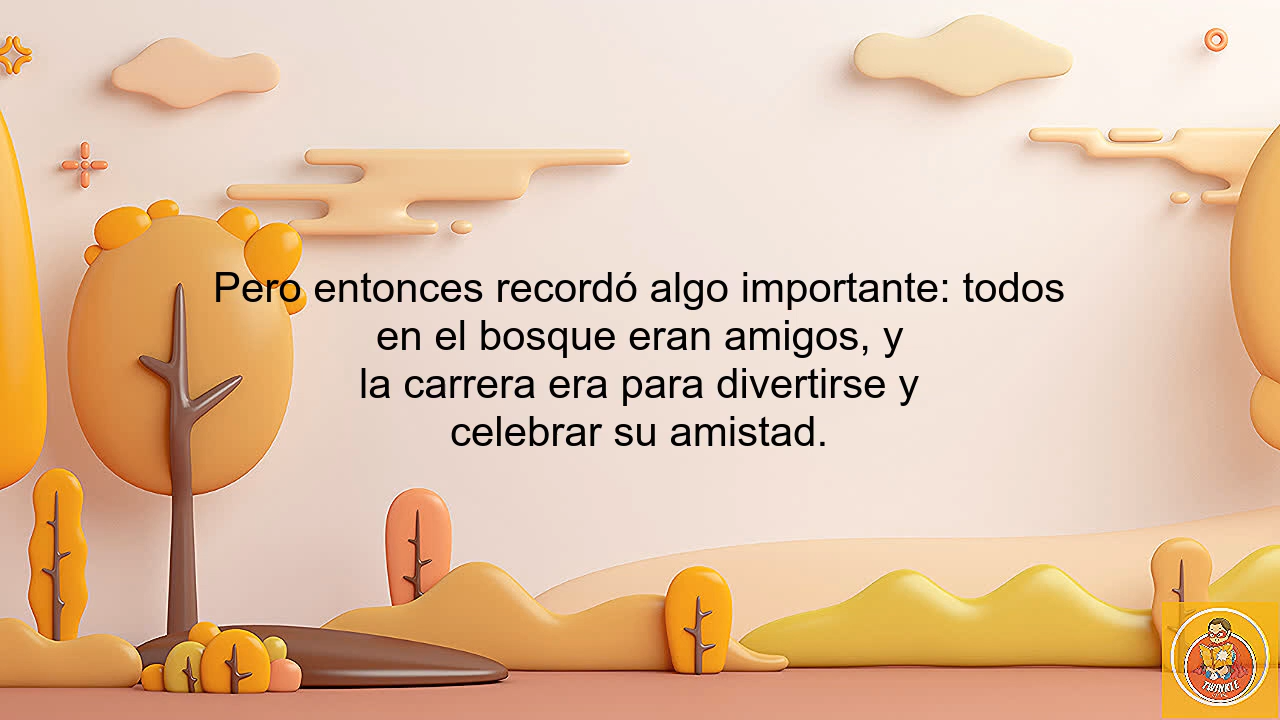 Pero entonces recordó algo importante: todos
en el bosque eran amigos, y
la carrera era para divertirse y
celebrar su amistad.
TWINKLE